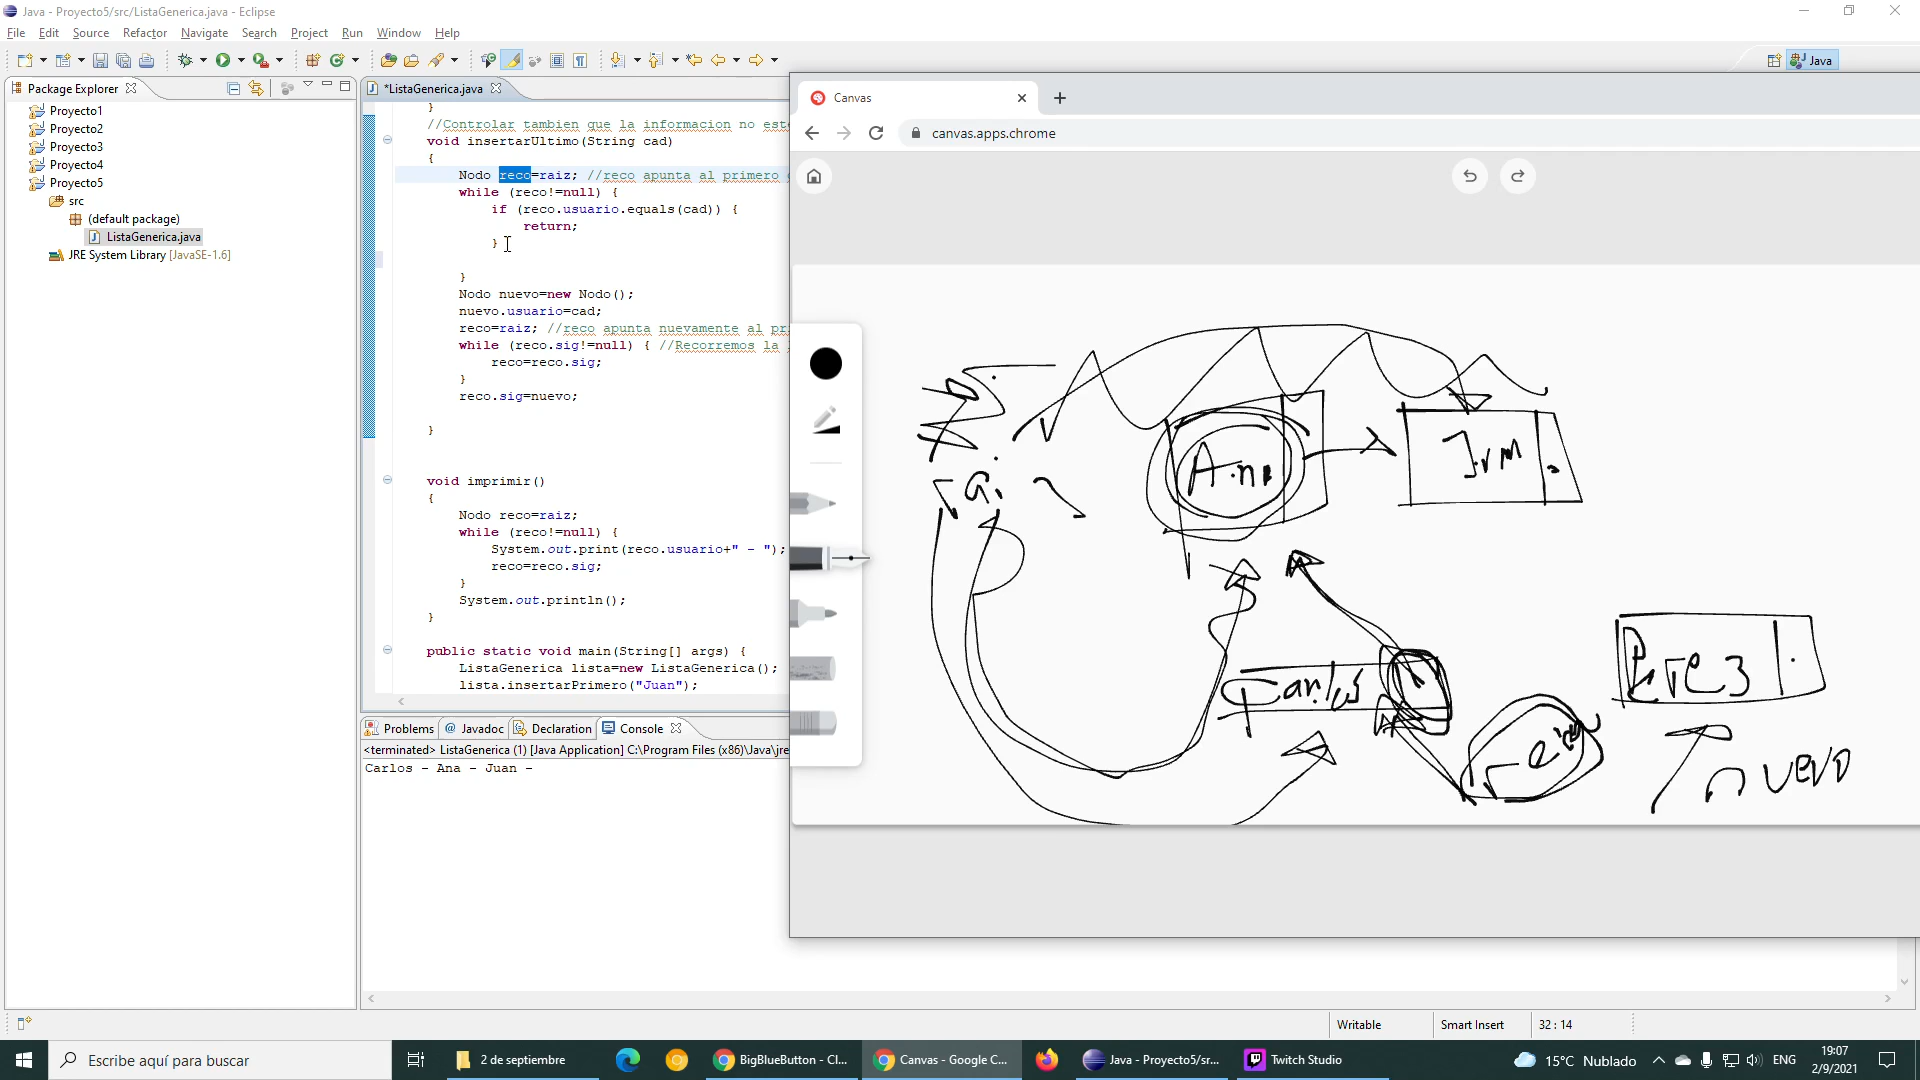 Java - Proyecto5/src/ListaGenerica.java - Eclipse
File Edit Source Refactor Navigate Search Project Run Window Help
Java
Package Explorer
Proyecto1
Proyecto2
Proyecto3
Proyecto4
Proyecto5
src
(default package)
ListaGenerica.java
JRE System Library [JavaSE-1.6]
*ListaGenerica.java
}
//Controlar tambien que la informacion no est
void insertarUltimo(String cad)
{
Nodo reco=raiz; //reco apunta al primero
while (reco!=null) {
if (reco.usuario.equals(cad)) {
return;
}
}
Nodo nuevo=new Nodo();
nuevo.usuario=cad;
reco=raiz; //reco apunta nuevamente al pr
while (reco.sig!=null) { //Recorremos la
reco=reco.sig;
}
reco.sig=nuevo;
}
void imprimir()
{
Nodo reco=raiz;
while (reco!=null) {
System.out.print(reco.usuario+" - ");
reco=reco.sig;
}
System.out.println();
}
public static void main(String[] args) {
ListaGenerica lista=new ListaGenerica();
lista.insertarPrimero("Juan");
Problems Javadoc Declaration Console
<terminated> ListaGenerica (1) [Java Application] C:\Program Files (x86)\Java\jre
Carlos - Ana - Juan -
Canvas
canvas.apps.chrome
Ana
Carlos
nuevo
Writable Smart Insert 32 : 14
Escribe aquí para buscar
2 de septiembre
BigBlueButton - Cl...
Canvas - Google C...
Java - Proyecto5/sr...
Twitch Studio
15°C Nublado
ENG
19:07
2/9/2021